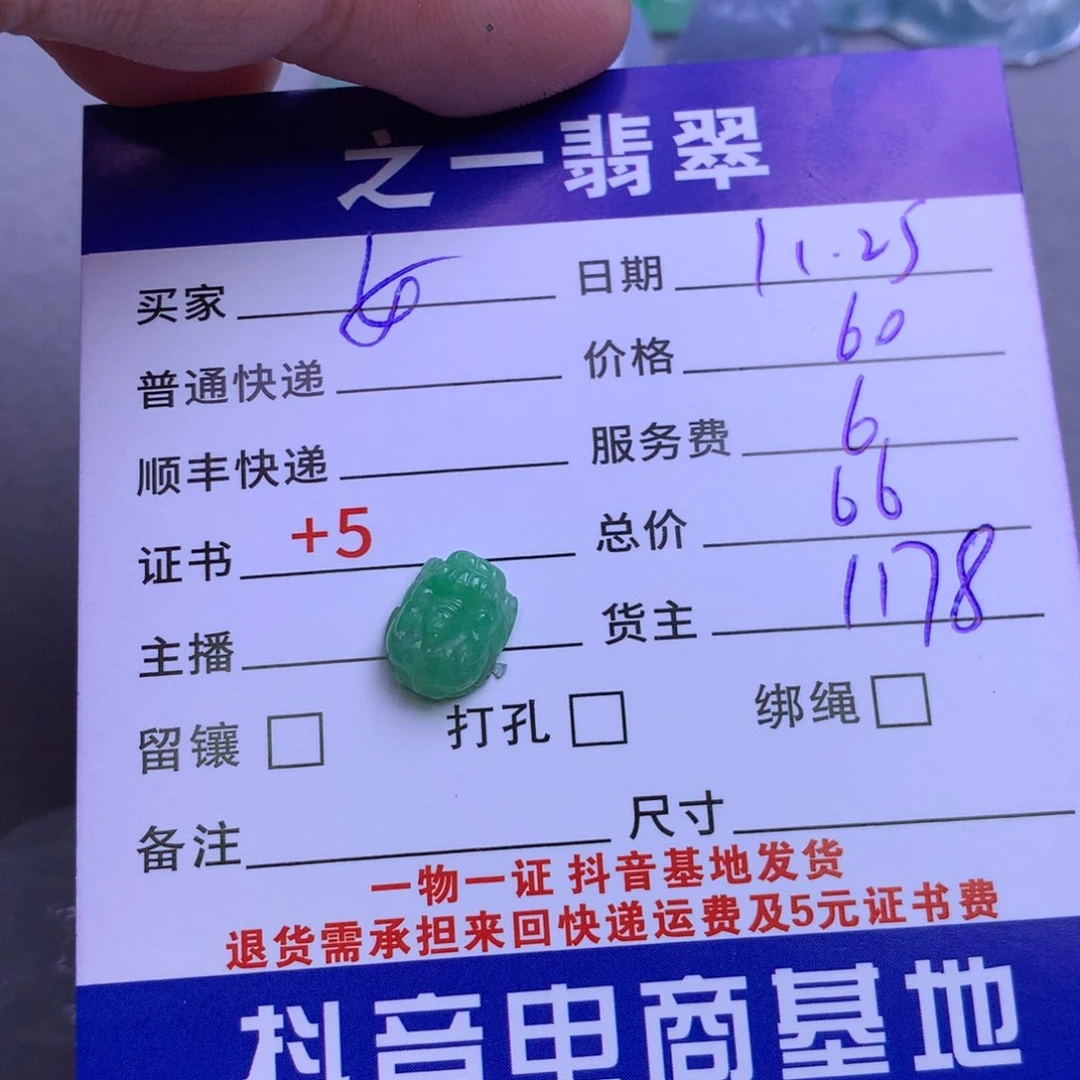 之一翡翠
买家 日期 11.25
普通快递 价格 60
顺丰快递 服务费 6
证书 +5 总价 66
主播 货主 1178
留镶 打孔 绑绳
备注 尺寸
一物一证 抖音基地发货
退货需承担来回快递运费及5元证书费
抖音电商基地